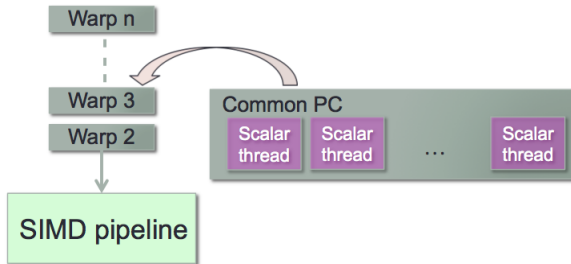 Warp n
Warp 3
Common PC
Scalar thread
Scalar thread
...
Scalar thread
Warp 2
SIMD pipeline